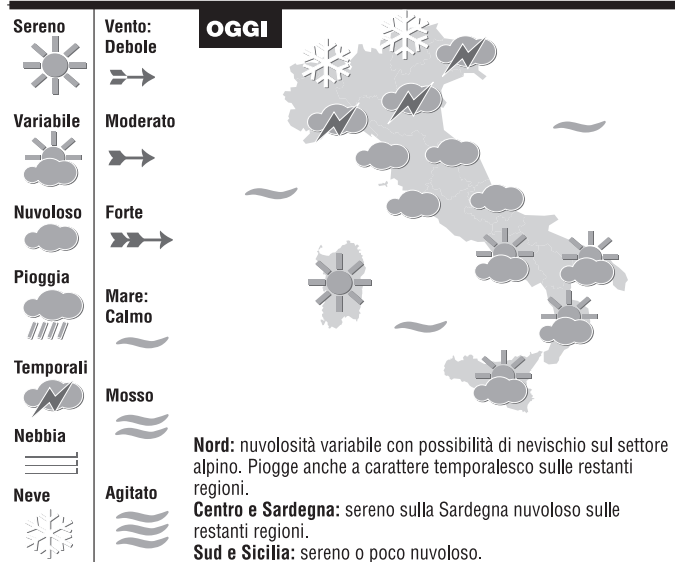 Sereno
Variabile
Nuvoloso
Pioggia
Temporali
Nebbia
Neve
Vento:
Debole
Moderato
Forte
Mare:
Calmo
Mosso
Agitato
OGGI
Nord: nuvolosità variabile con possibilità di nevischio sul settore
alpino. Piogge anche a carattere temporalesco sulle restanti
regioni.
Centro e Sardegna: sereno sulla Sardegna nuvoloso sulle
restanti regioni.
Sud e Sicilia: sereno o poco nuvoloso.